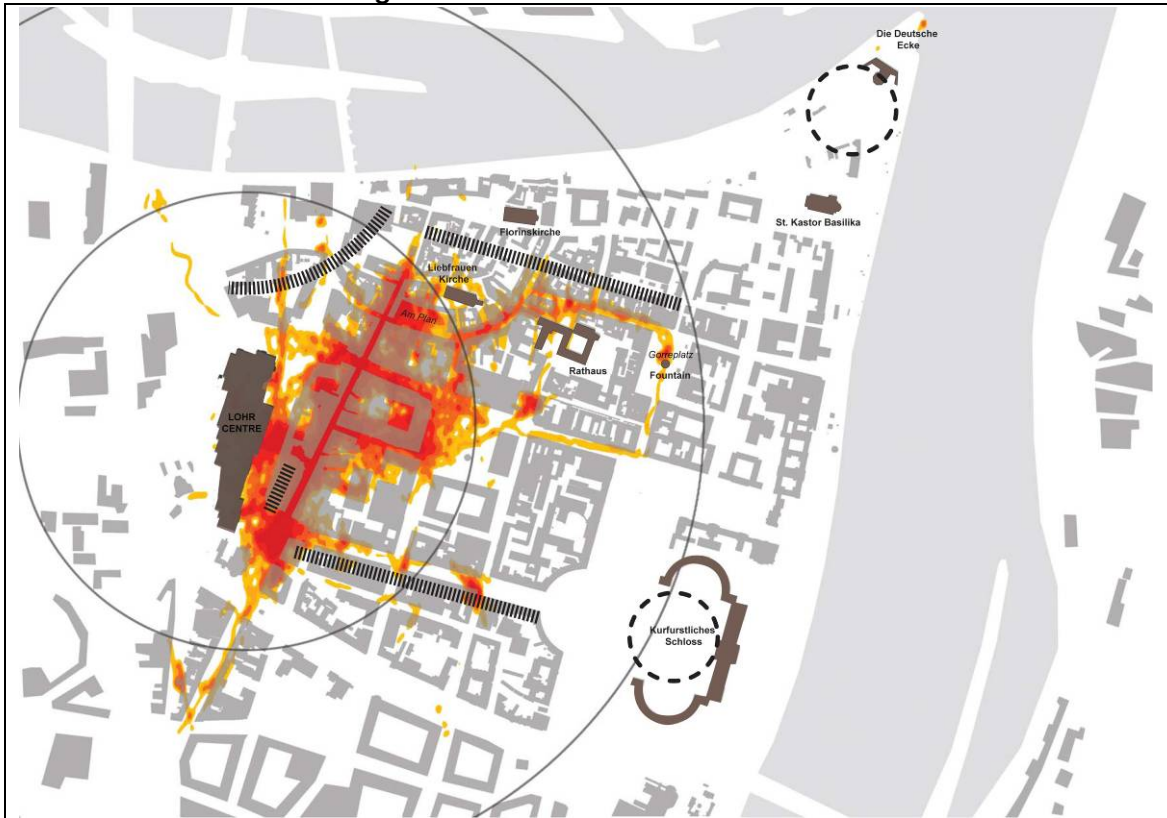 Die Deutsche
Ecke
St. Kastor Basilika
Florinskirche
Liebfrauen
Kirche
Am Plan
Rathaus
Gorreplatz
Fountain
LOHR
CENTRE
Kurfurstliches
Schloss